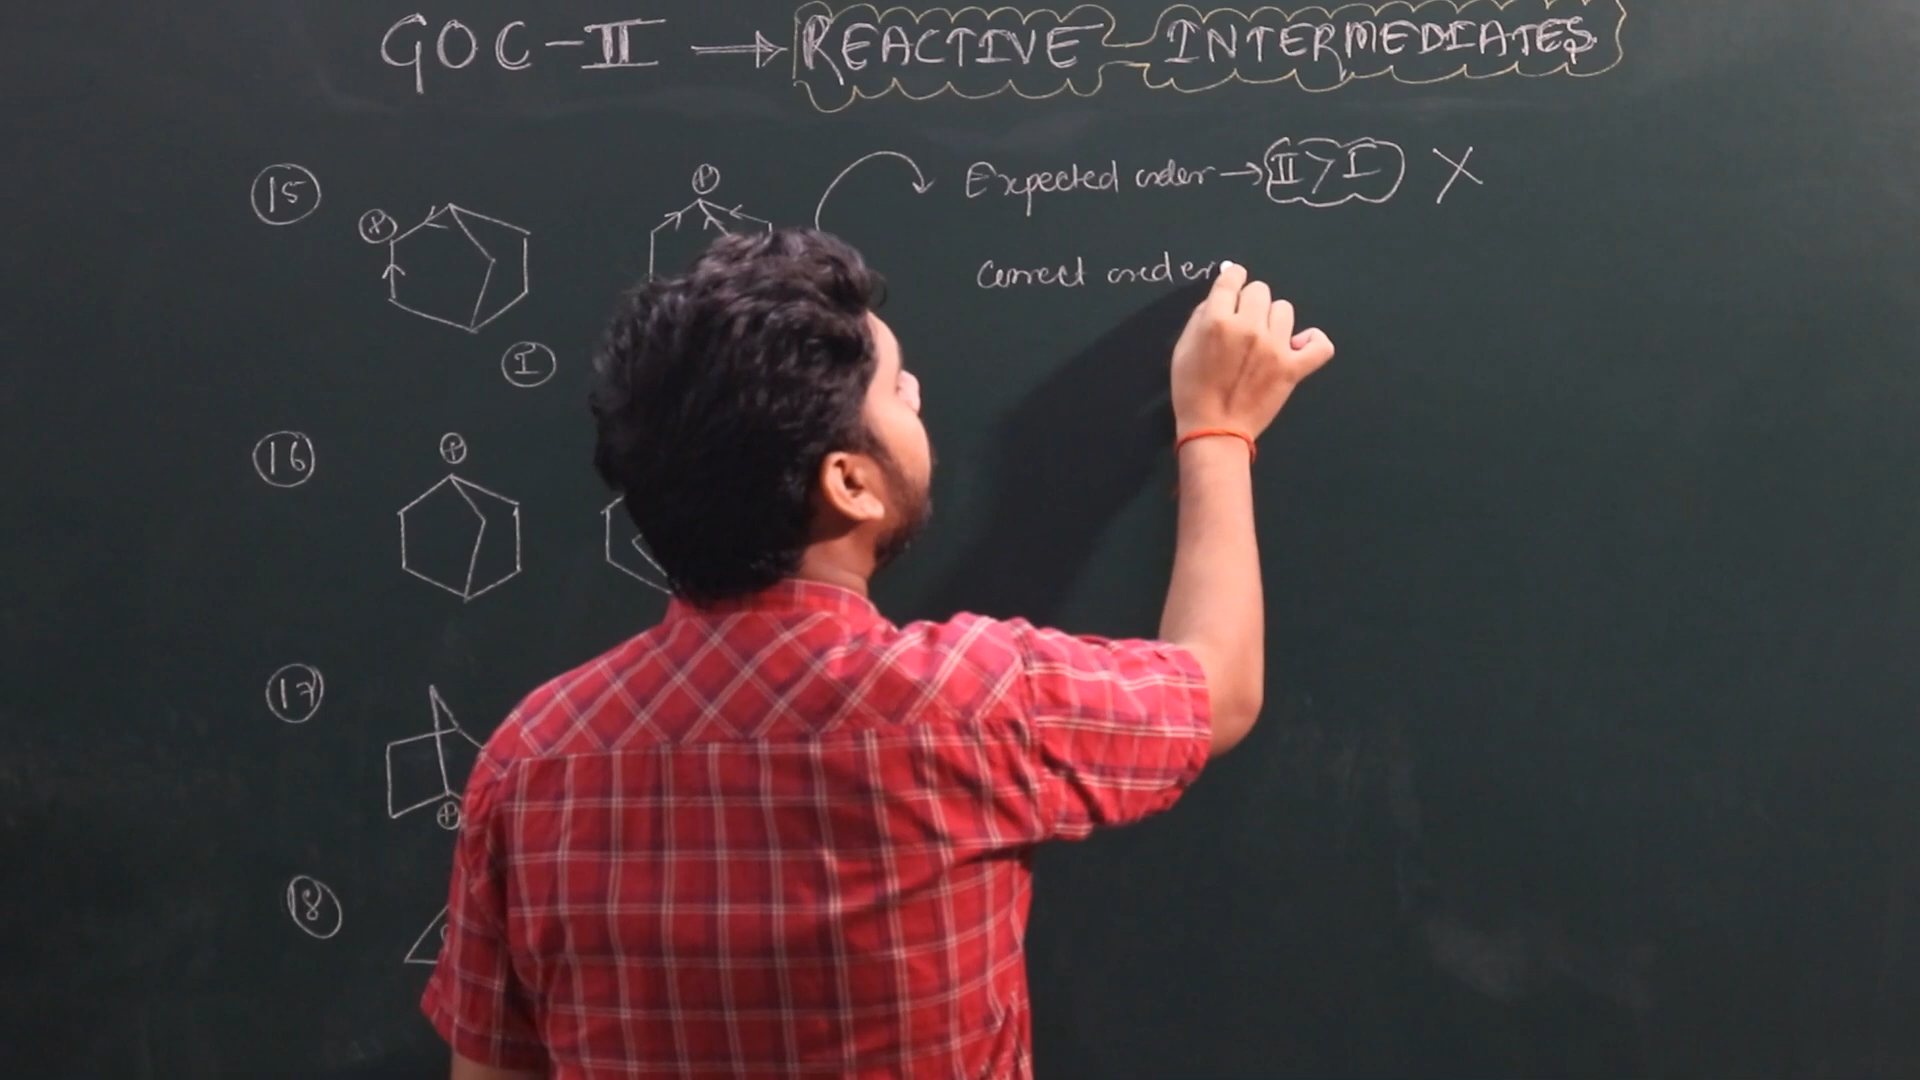 GOC-II → REACTIVE INTERMEDIATES
15 ⊕ ⊕ Expected order → II > I X
Correct order
I
16 ⊕
17 ⊕
18